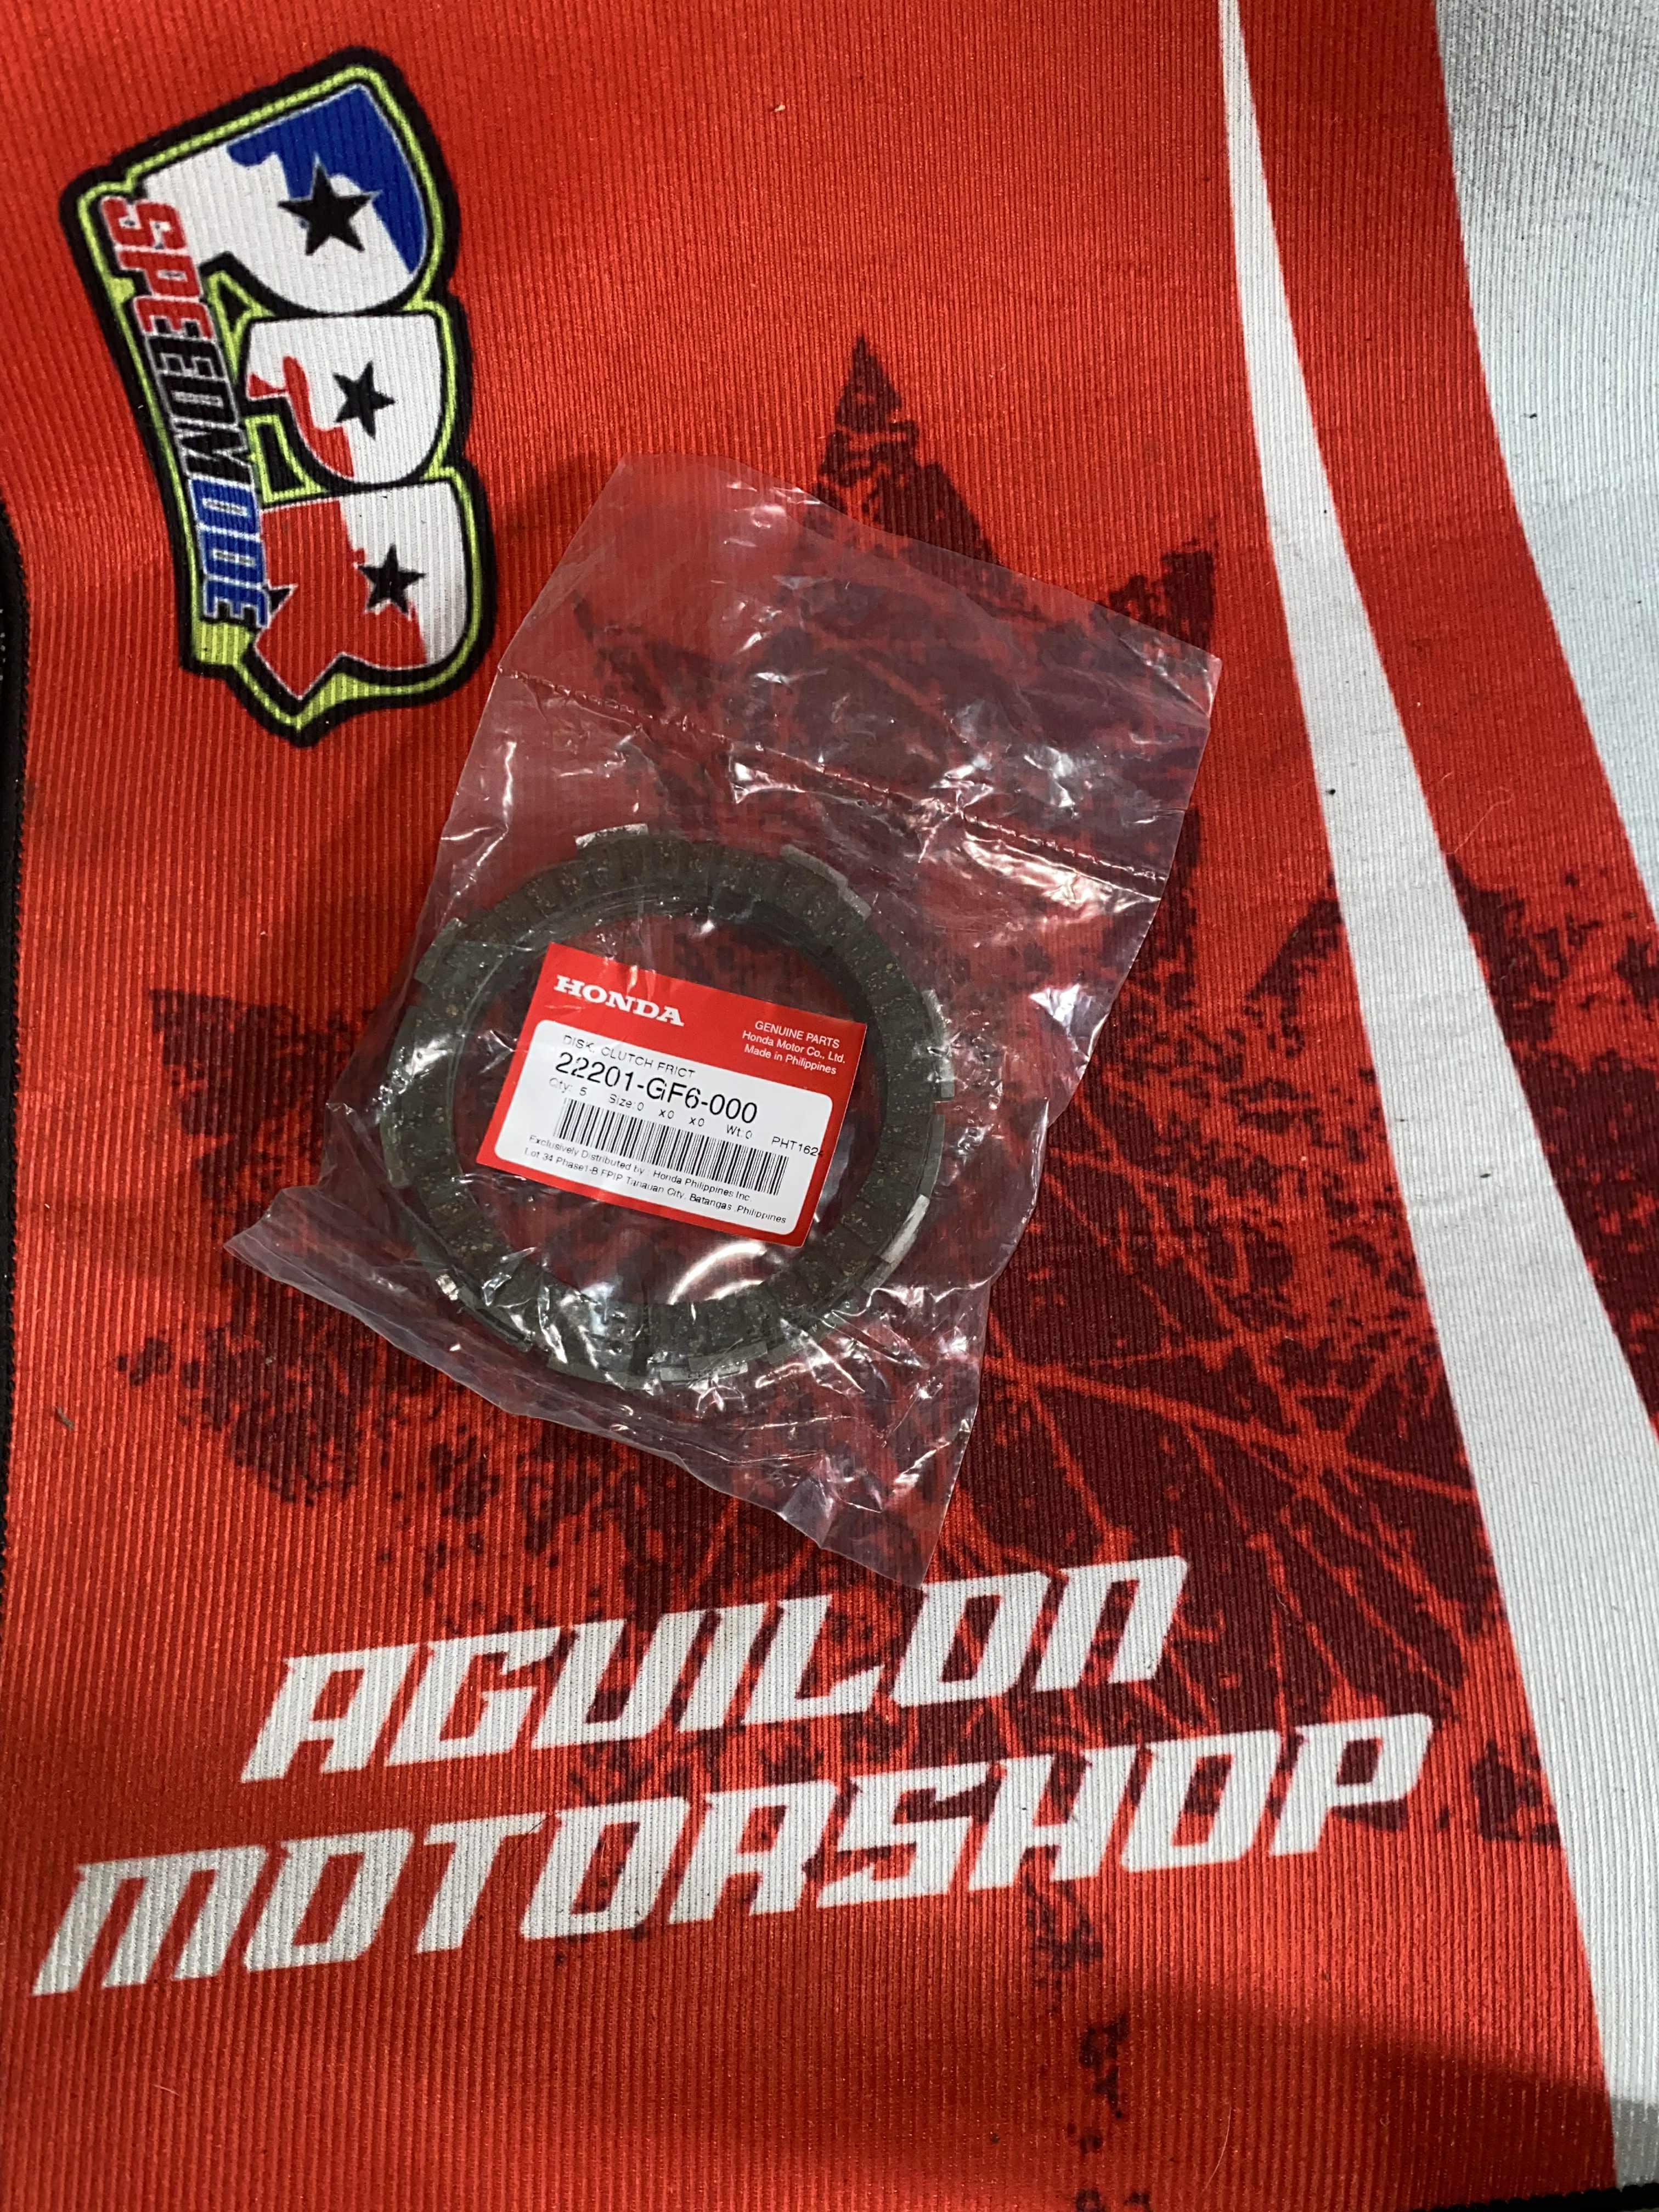 SPEEDMODE
HONDA
GENUINE PARTS
Honda Motor Co., Ltd.
Made in Philippines
DISK, CLUTCH FRICT
22201-GF6-000
Qty: 5 Size:0 x0 x0 Wt:0 PHT162
Exclusively Distributed by : Honda Philippines Inc.
Lot 34 Phase1-B FPIP Tanauan City, Batangas ,Philippines
AGUILON
MOTORSHOP